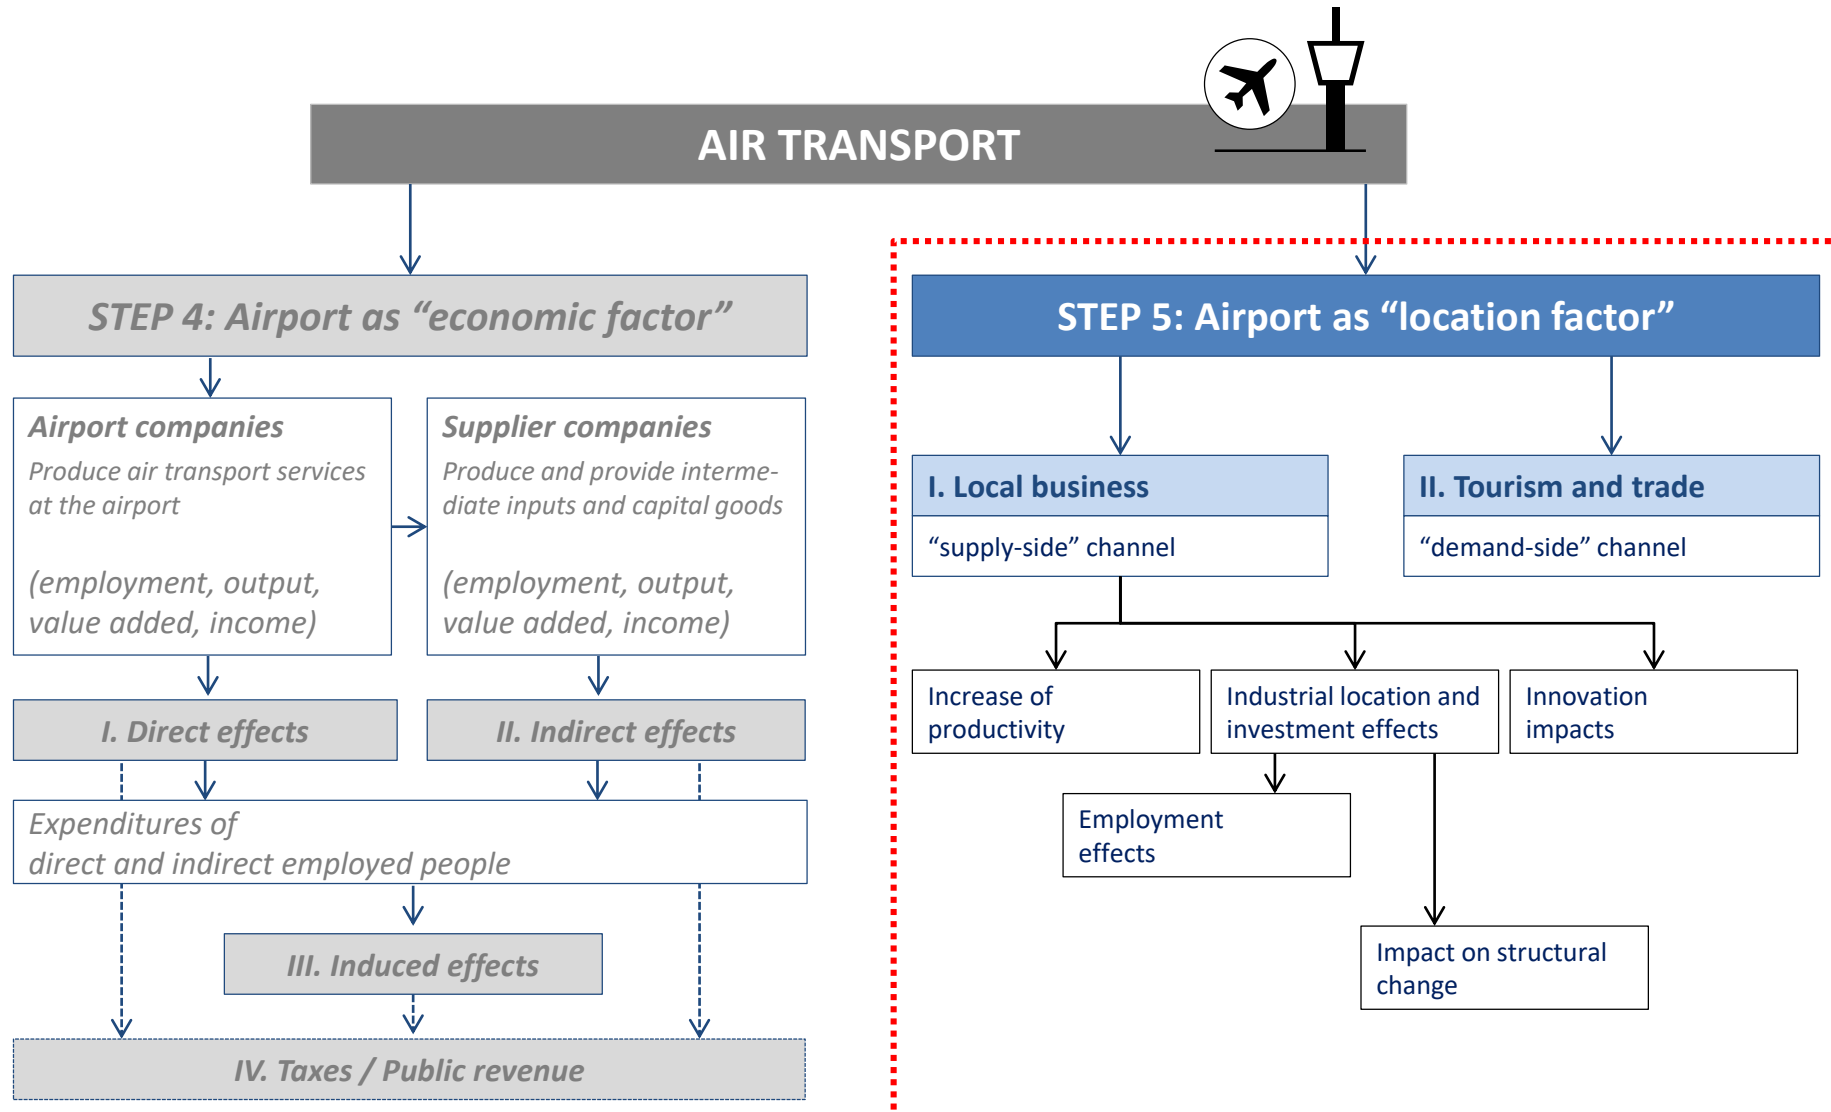 AIR TRANSPORT
STEP 4: Airport as “economic factor”
Airport companies
Produce air transport services
at the airport
(employment, output,
value added, income)
Supplier companies
Produce and provide interme-
diate inputs and capital goods
(employment, output,
value added, income)
I. Direct effects
II. Indirect effects
Expenditures of
direct and indirect employed people
III. Induced effects
IV. Taxes / Public revenue
STEP 5: Airport as “location factor”
I. Local business
“supply-side” channel
II. Tourism and trade
“demand-side” channel
Increase of
productivity
Industrial location and
investment effects
Innovation
impacts
Employment
effects
Impact on structural
change